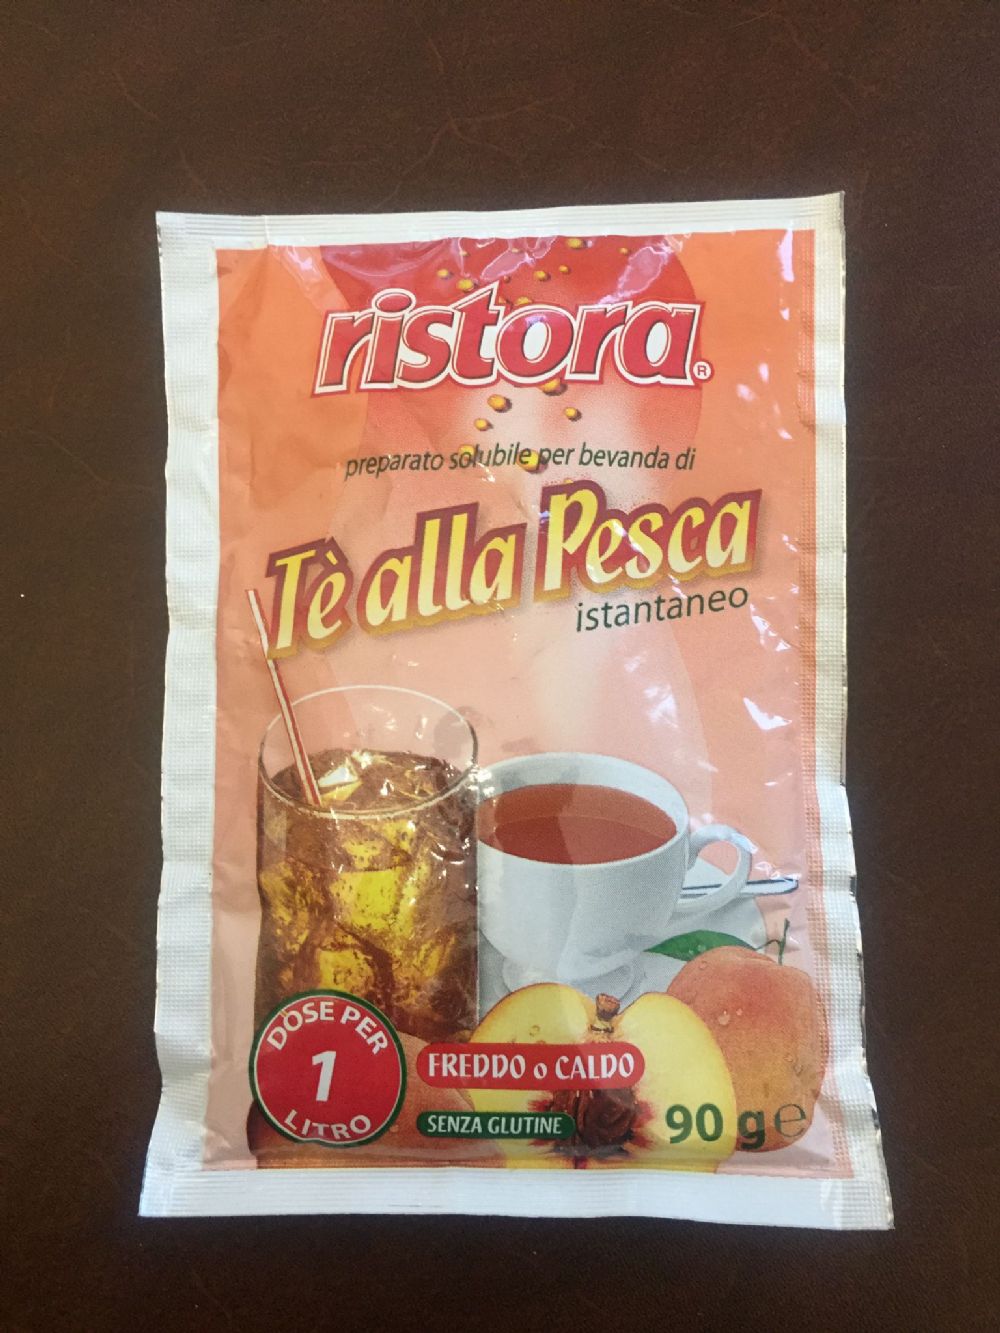 ristora®
preparato solubile per bevanda di
Tè alla Pesca
istantaneo
DOSE PER
1
LITRO
FREDDO o CALDO
SENZA GLUTINE
90 g ℮